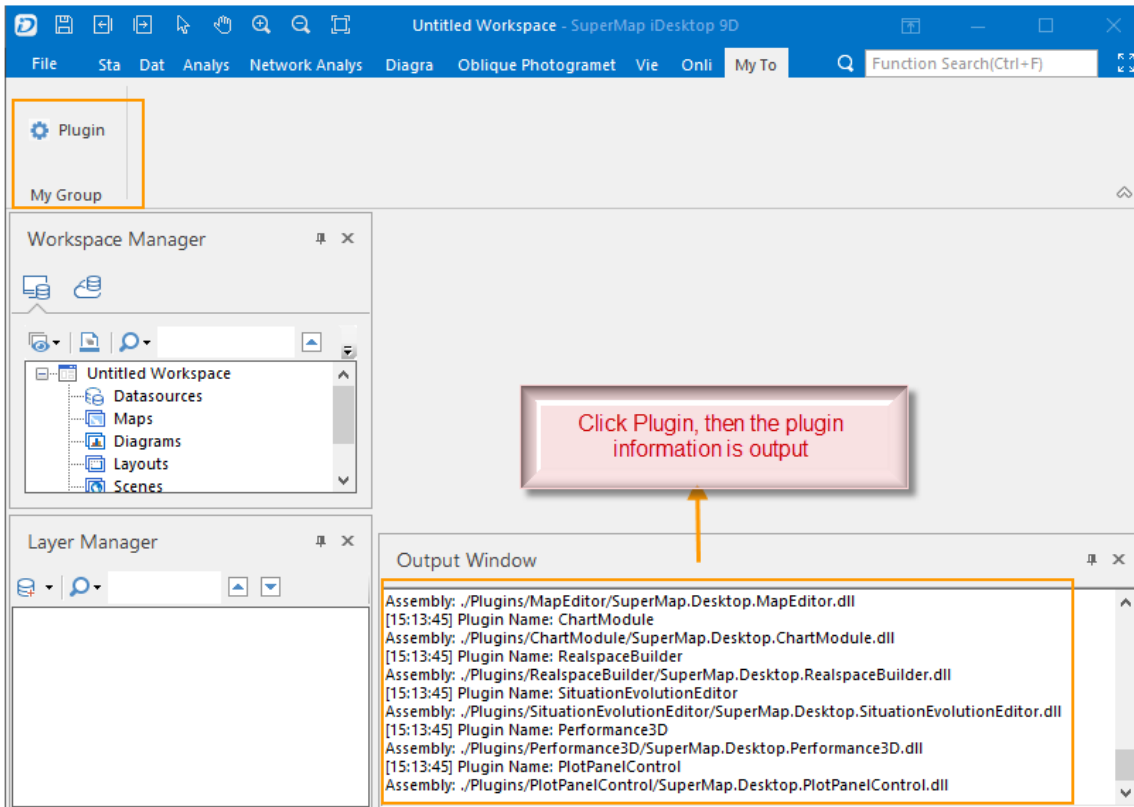 Untitled Workspace - SuperMap iDesktop 9D
File Sta Dat Analys Network Analys Diagra Oblique Photogramet Vie Onli My To Function Search(Ctrl+F)
Plugin
My Group
Workspace Manager
Untitled Workspace
Datasources
Maps
Diagrams
Layouts
Scenes
Click Plugin, then the plugin
information is output
Layer Manager
Output Window
Assembly: ./Plugins/MapEditor/SuperMap.Desktop.MapEditor.dll
[15:13:45] Plugin Name: ChartModule
Assembly: ./Plugins/ChartModule/SuperMap.Desktop.ChartModule.dll
[15:13:45] Plugin Name: RealspaceBuilder
Assembly: ./Plugins/RealspaceBuilder/SuperMap.Desktop.RealspaceBuilder.dll
[15:13:45] Plugin Name: SituationEvolutionEditor
Assembly: ./Plugins/SituationEvolutionEditor/SuperMap.Desktop.SituationEvolutionEditor.dll
[15:13:45] Plugin Name: Performance3D
Assembly: ./Plugins/Performance3D/SuperMap.Desktop.Performance3D.dll
[15:13:45] Plugin Name: PlotPanelControl
Assembly: ./Plugins/PlotPanelControl/SuperMap.Desktop.PlotPanelControl.dll